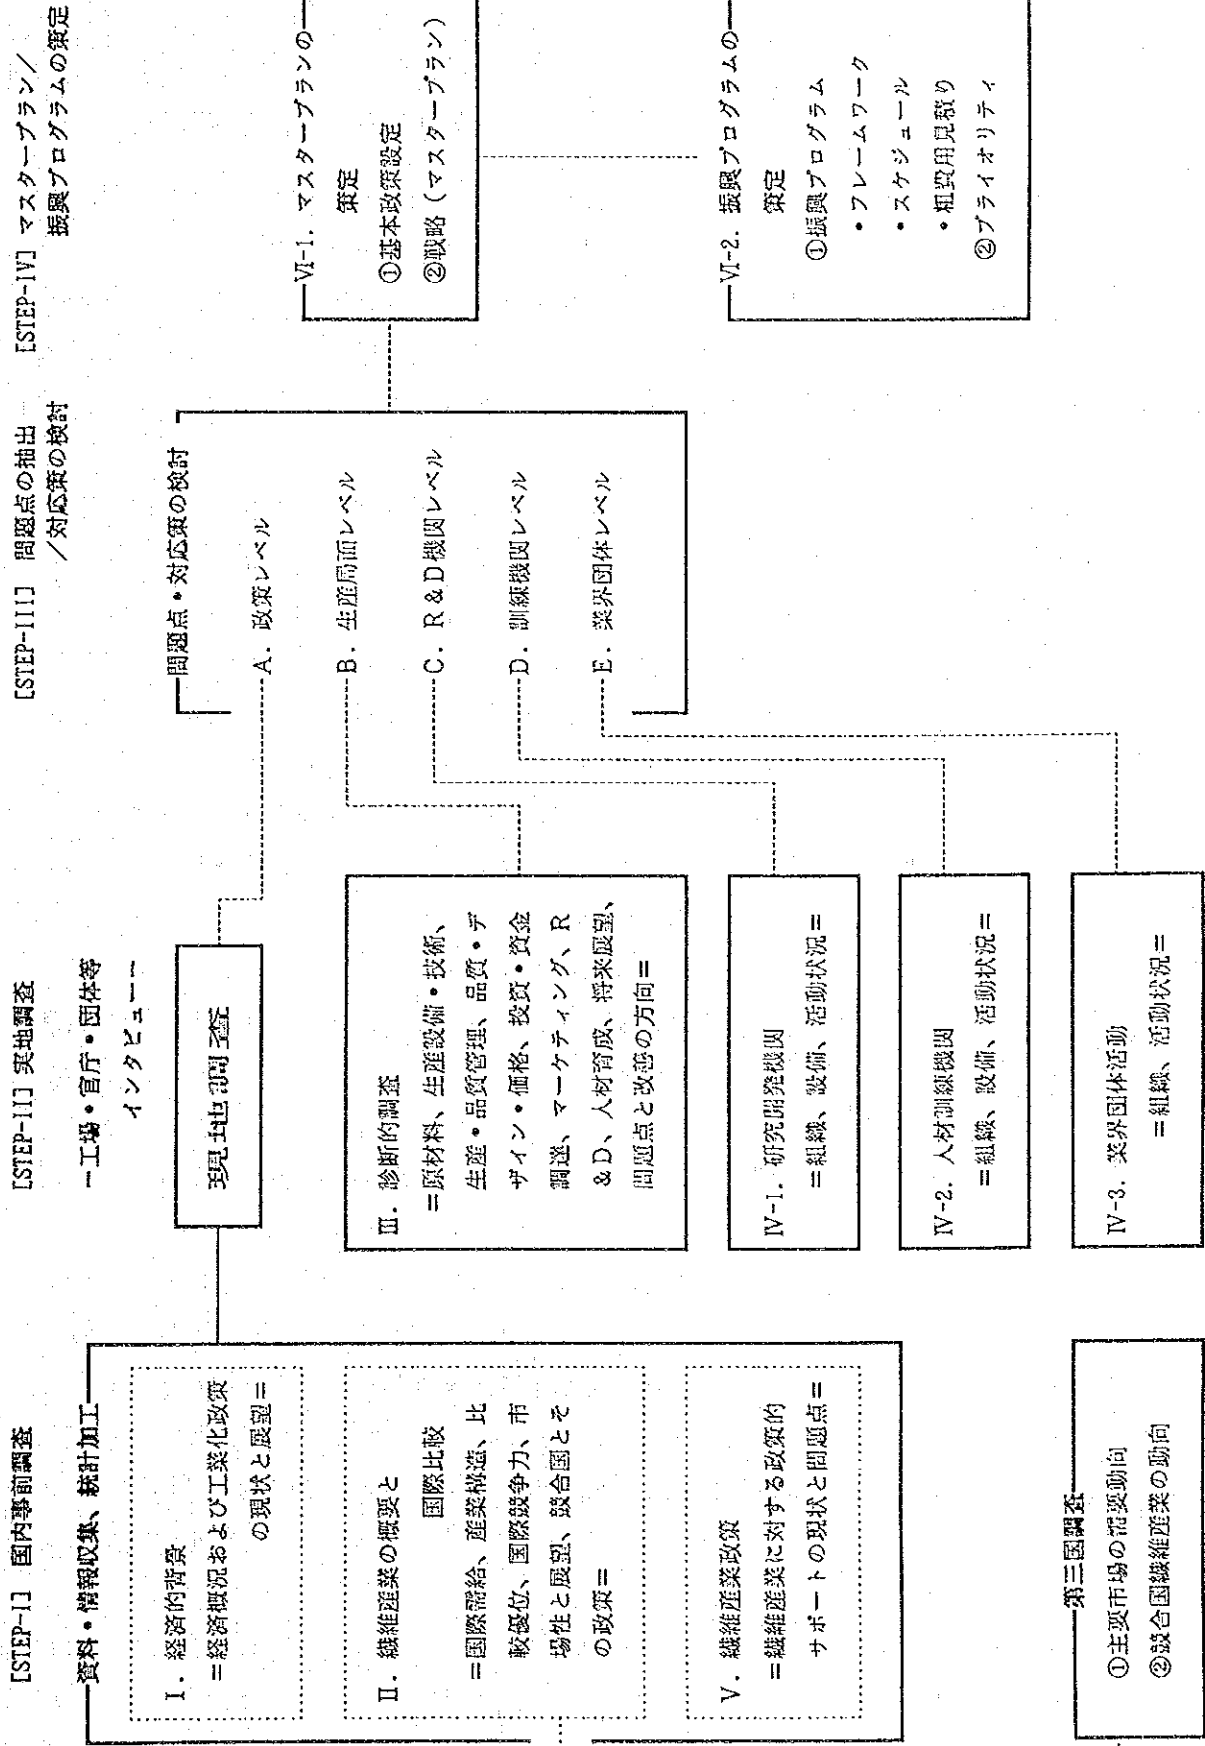 [STEP-I] 国内事前調査
資料・情報収集、統計加工
I. 経済的背景
=経済概況および工業化政策
の現状と展望=
II. 繊維産業の概要と
国際比較
=国際需給、産業構造、比
較優位、国際競争力、市
場性と展望、競合国とそ
の政策=
V. 繊維産業政策
=繊維産業に対する政策的
サポートの現状と問題点=
第三国調査
①主要市場の需要動向
②競合国繊維産業の動向
[STEP-II] 実地調査
ー工場・官庁・団体等
インタビューー
現地調査
III. 診断的調査
=原材料、生産設備・技術、
生産・品質管理、品質・デ
ザイン・価格、投資・資金
調達、マーケティング、R
&D、人材育成、将来展望、
問題点と改善の方向=
IV-1. 研究開発機関
=組織、設備、活動状況=
IV-2. 人材訓練機関
=組織、設備、活動状況=
IV-3. 業界団体活動
=組織、活動状況=
[STEP-III] 問題点の抽出
/対応策の検討
問題点・対応策の検討
A. 政策レベル
B. 生産局面レベル
C. R&D機関レベル
D. 訓練機関レベル
E. 業界団体レベル
[STEP-IV] マスタープラン/
振興プログラムの策定
VI-1. マスタープランの
策定
①基本政策設定
②戦略(マスタープラン)
VI-2. 振興プログラムの
策定
①振興プログラム
・フレームワーク
・スケジュール
・粗費用見積り
②プライオリティ